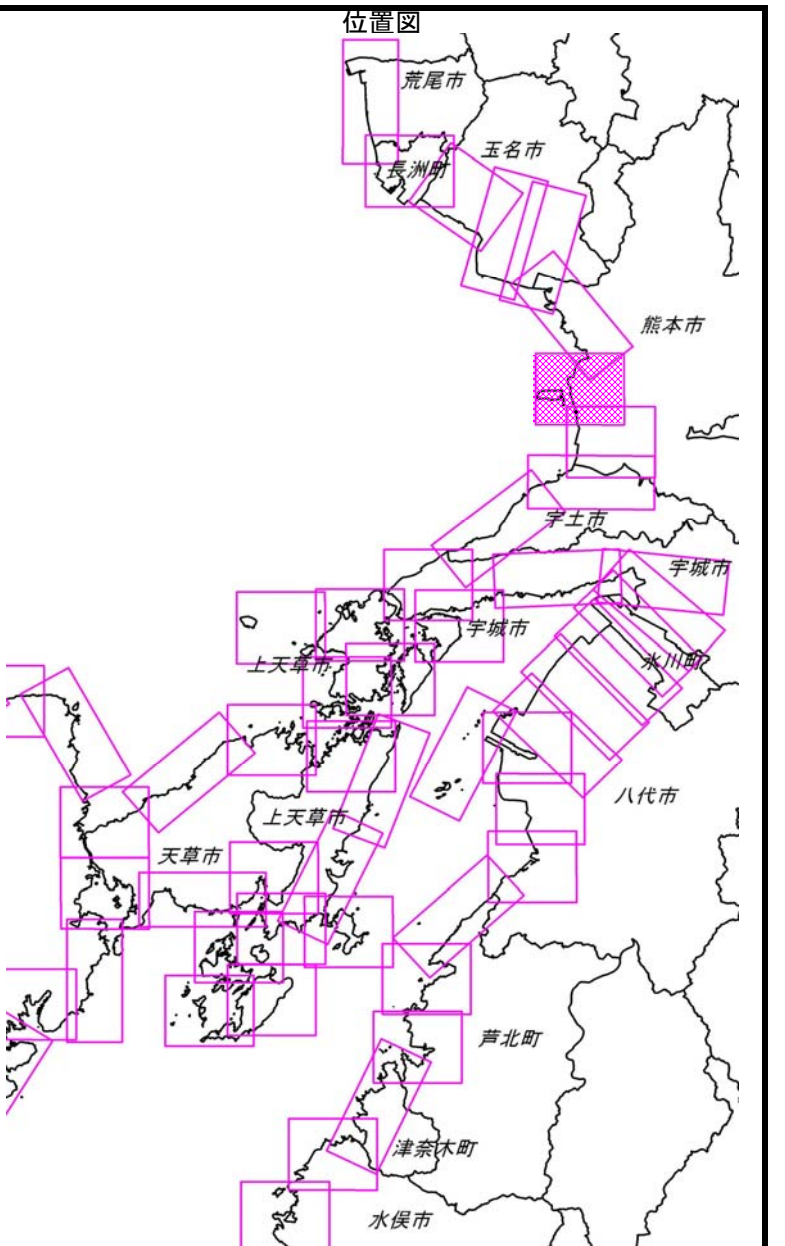 位置図
荒尾市
玉名市
長洲町
熊本市
宇土市
宇城市
宇城市
氷川町
上天草市
八代市
上天草市
天草市
芦北町
津奈木町
水俣市